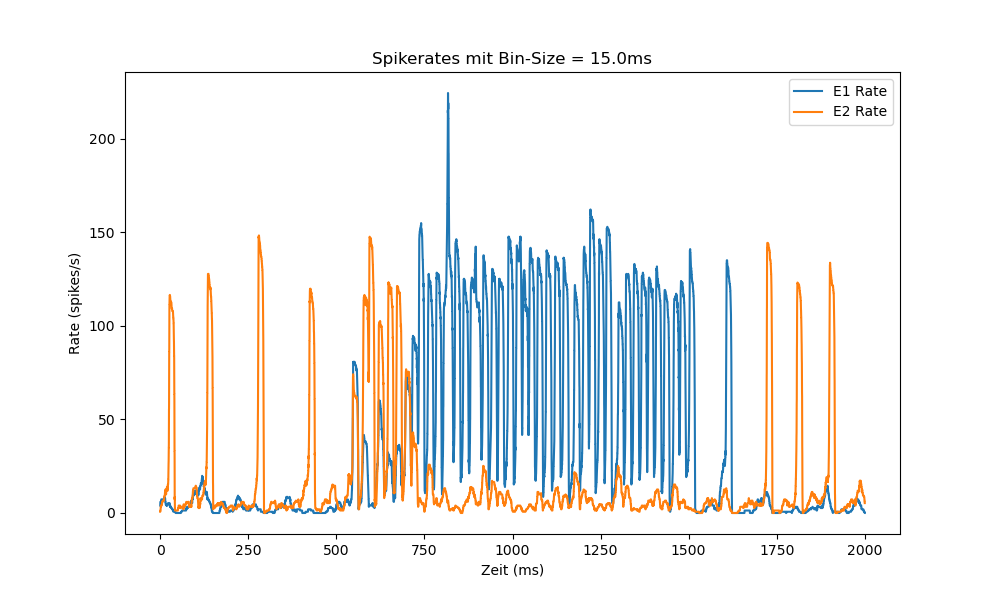 Spikerates mit Bin-Size = 15.0ms
E1 Rate
E2 Rate
200
150
100
50
0
Rate (spikes/s)
0 250 500 750 1000 1250 1500 1750 2000
Zeit (ms)